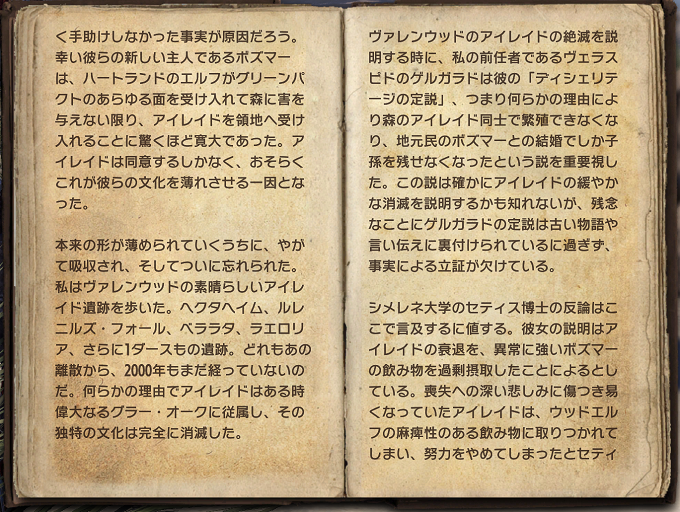 く手助けしなかった事実が原因だろう。
幸い彼らの新しい主人であるボズマー
は、ハートランドのエルフがグリーンパ
クトのあらゆる面を受け入れて森に害を
与えない限り、アイレイドを領地へ受け
入れることに驚くほど寛大であった。ア
イレイドは同意するしかなく、おそらく
これが彼らの文化を薄れさせる一因とな
った。
本来の形が薄められていくうちに、やが
て吸収され、そしてついに忘れられた。
私はヴァレンウッドの素晴らしいアイレ
イド遺跡を歩いた。ヘクタヘイム、ルレ
ニルズ・フォール、ベララタ、ラエロリ
ア、さらに1ダースもの遺跡。どれもあの
離散から、2000年もまだ経っていないの
だ。何らかの理由でアイレイドはある時
偉大なるグラー・オークに従属し、その
独特の文化は完全に消滅した。
ヴァレンウッドのアイレイドの絶滅を説
明する時に、私の前任者であるヴェラス
ピドのゲルガラドは彼の「ディシェリテ
ージの定説」、つまり何らかの理由によ
り森のアイレイド同士で繁殖できなくな
り、地元民のボズマーとの結婚でしか子
孫を残せなくなったという説を重要視し
た。この説は確かにアイレイドの緩やか
な消滅を説明するかも知れないが、残念
なことにゲルガラドの定説は古い物語や
言い伝えに裏付けられているに過ぎず、
事実による立証が欠けている。
シメレネ大学のセティス博士の反論はこ
こで言及するに値する。彼女の説明はア
イレイドの衰退を、異常に強いボズマー
の飲み物を過剰摂取したことによるとし
ている。喪失への深い悲しみに傷つき易
くなっていたアイレイドは、ウッドエル
フの麻痺性のある飲み物に取りつかれて
しまい、努力をやめてしまったとセティ